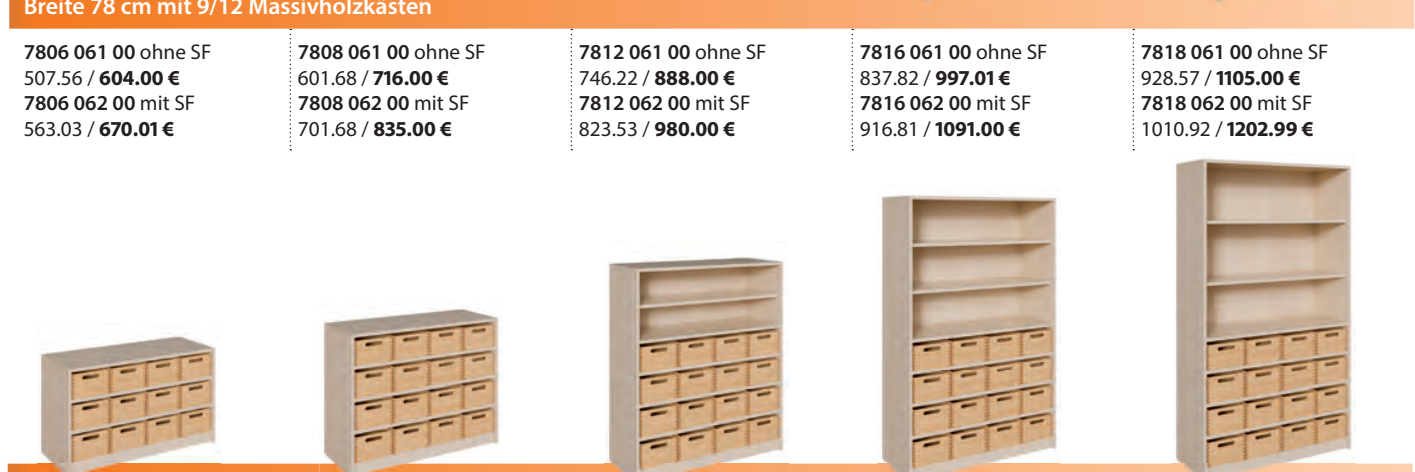 Breite 78 cm mit 9/12 Massivholzkästen
7806 061 00 ohne SF
507.56 / 604.00 €
7806 062 00 mit SF
563.03 / 670.01 €
7808 061 00 ohne SF
601.68 / 716.00 €
7808 062 00 mit SF
701.68 / 835.00 €
7812 061 00 ohne SF
746.22 / 888.00 €
7812 062 00 mit SF
823.53 / 980.00 €
7816 061 00 ohne SF
837.82 / 997.01 €
7816 062 00 mit SF
916.81 / 1091.00 €
7818 061 00 ohne SF
928.57 / 1105.00 €
7818 062 00 mit SF
1010.92 / 1202.99 €